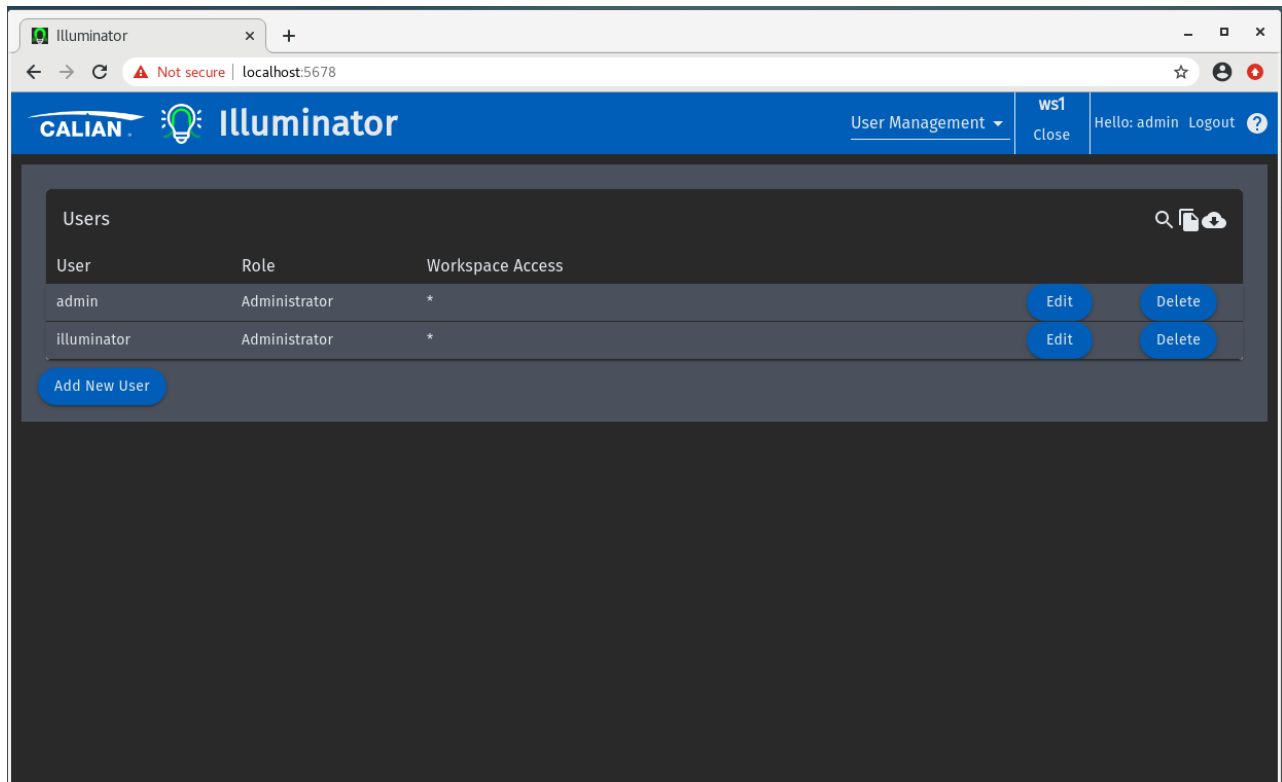 Illuminator
Not secure localhost:5678
CALIAN Illuminator User Management ws1 Close Hello: admin Logout ?
Users
User Role Workspace Access
admin Administrator * Edit Delete
illuminator Administrator * Edit Delete
Add New User